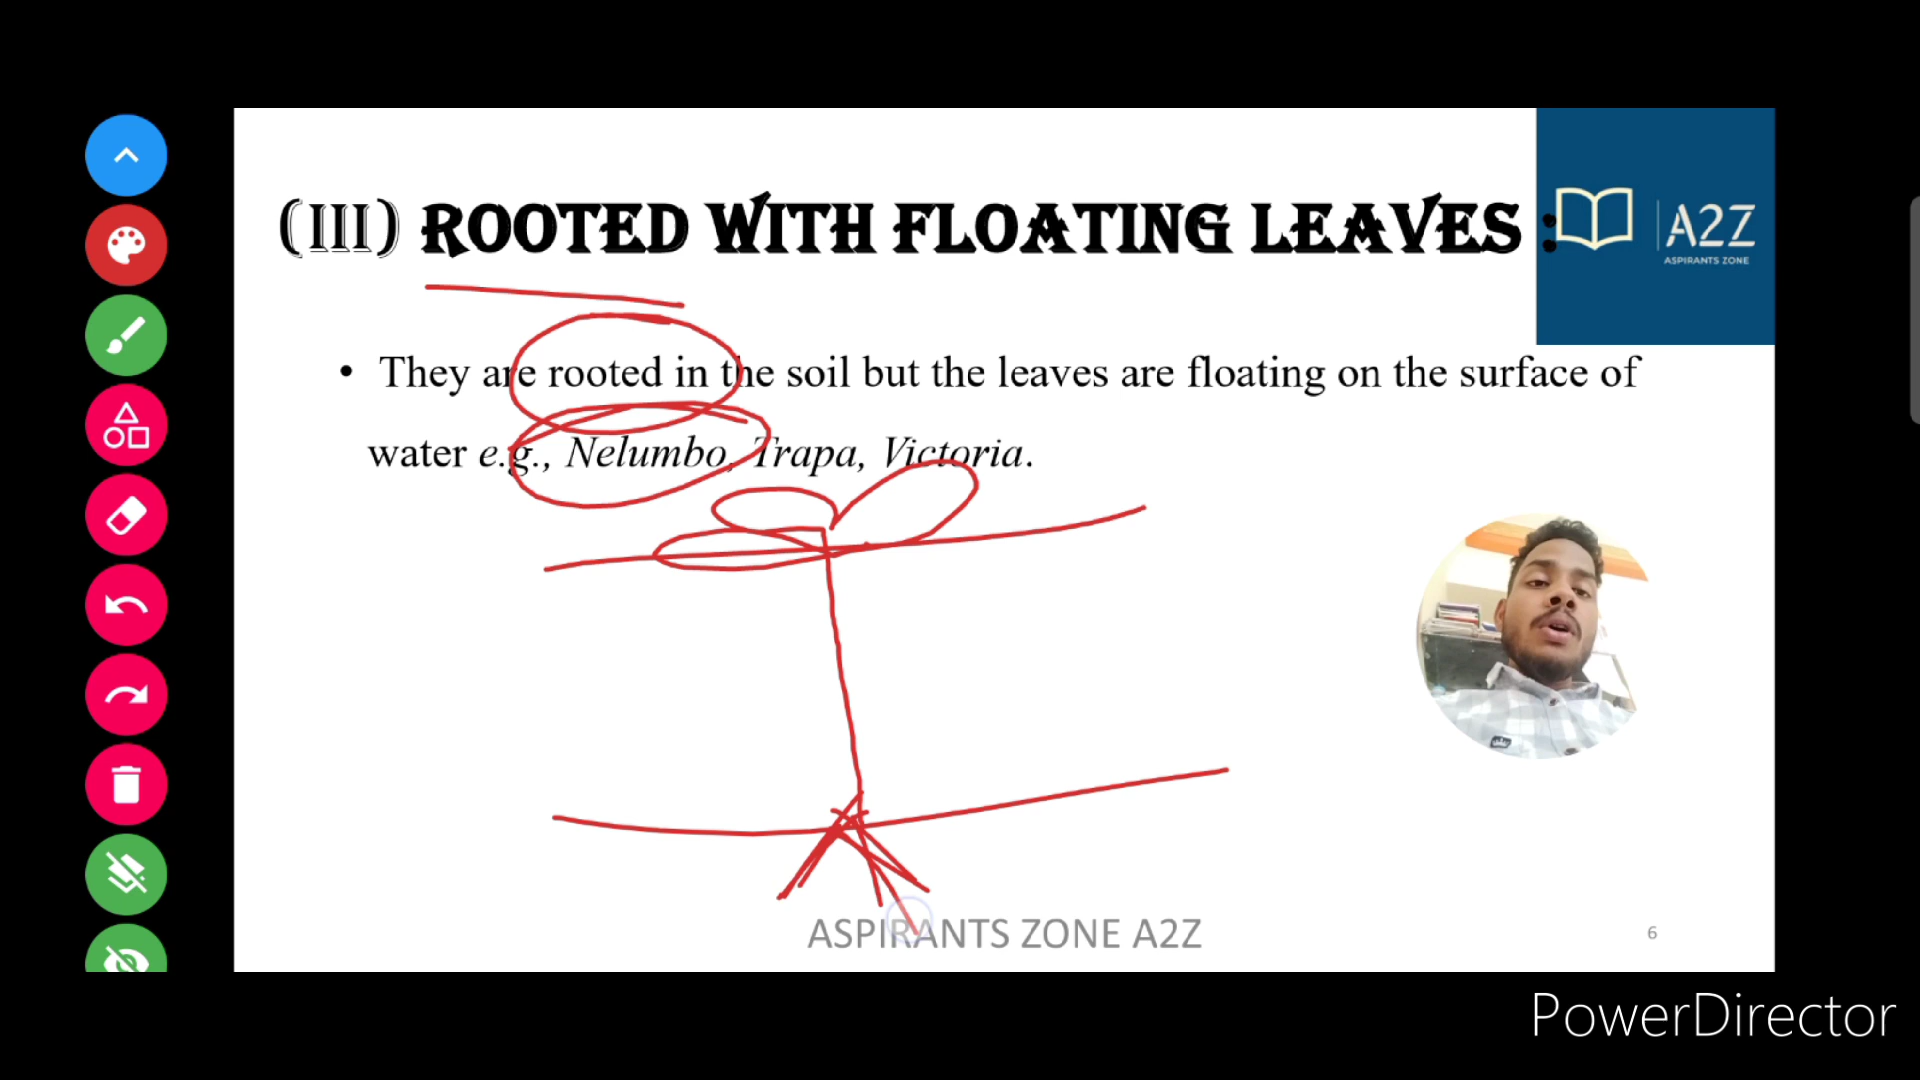 (III) ROOTED WITH FLOATING LEAVES :
A2Z
ASPIRANTS ZONE
• They are rooted in the soil but the leaves are floating on the surface of
water e.g., Nelumbo, Trapa, Victoria.
ASPIRANTS ZONE A2Z
6
PowerDirector